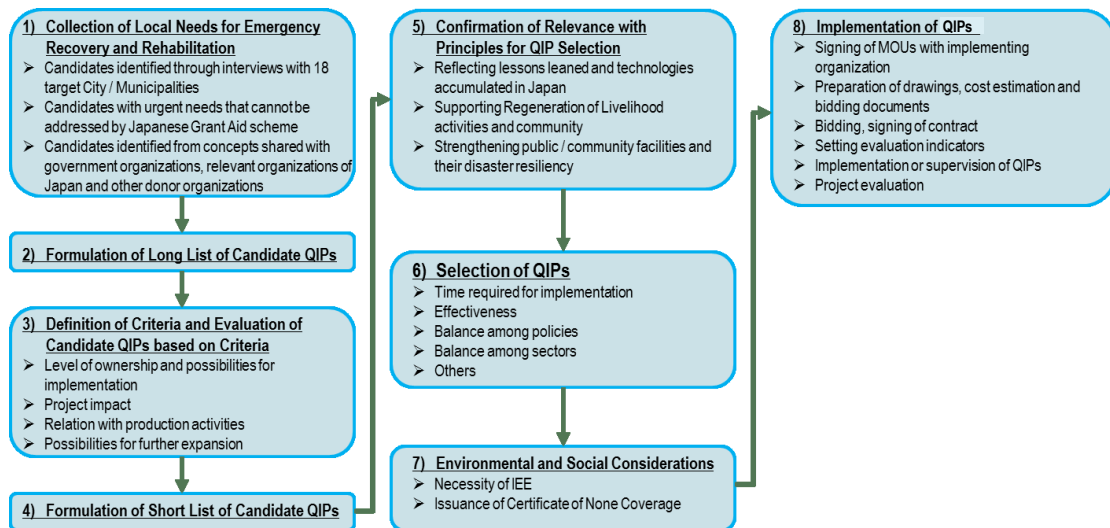 1) Collection of Local Needs for Emergency
Recovery and Rehabilitation
➢ Candidates identified through interviews with 18
target City / Municipalities
➢ Candidates with urgent needs that cannot be
addressed by Japanese Grant Aid scheme
➢ Candidates identified from concepts shared with
government organizations, relevant organizations of
Japan and other donor organizations
2) Formulation of Long List of Candidate QIPs
3) Definition of Criteria and Evaluation of
Candidate QIPs based on Criteria
➢ Level of ownership and possibilities for
implementation
➢ Project impact
➢ Relation with production activities
➢ Possibilities for further expansion
4) Formulation of Short List of Candidate QIPs
5) Confirmation of Relevance with
Principles for QIP Selection
➢ Reflecting lessons leaned and technologies
accumulated in Japan
➢ Supporting Regeneration of Livelihood
activities and community
➢ Strengthening public / community facilities and
their disaster resiliency
6) Selection of QIPs
➢ Time required for implementation
➢ Effectiveness
➢ Balance among policies
➢ Balance among sectors
➢ Others
7) Environmental and Social Considerations
➢ Necessity of IEE
➢ Issuance of Certificate of None Coverage
8) Implementation of QIPs
➢ Signing of MOUs with implementing
organization
➢ Preparation of drawings, cost estimation and
bidding documents
➢ Bidding, signing of contract
➢ Setting evaluation indicators
➢ Implementation or supervision of QIPs
➢ Project evaluation